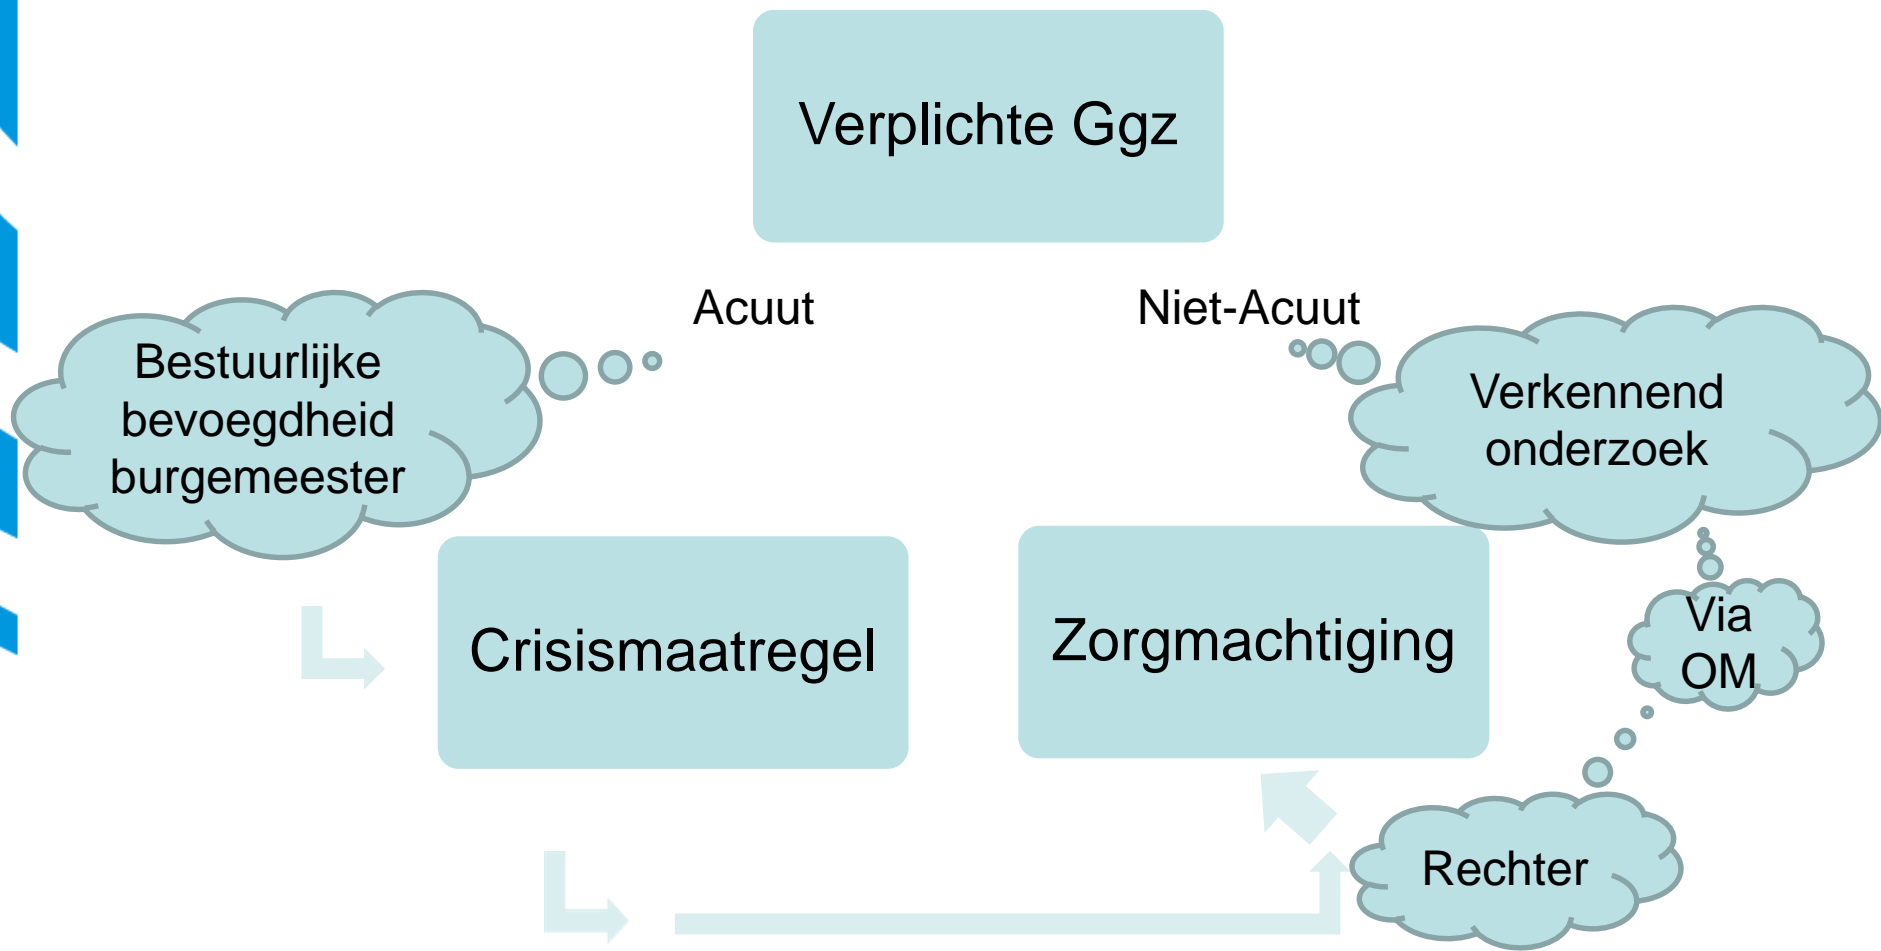 Verplichte Ggz
Acuut
Niet-Acuut
Bestuurlijke
bevoegdheid
burgemeester
Verkennend
onderzoek
Crisismaatregel
Zorgmachtiging
Via
OM
Rechter